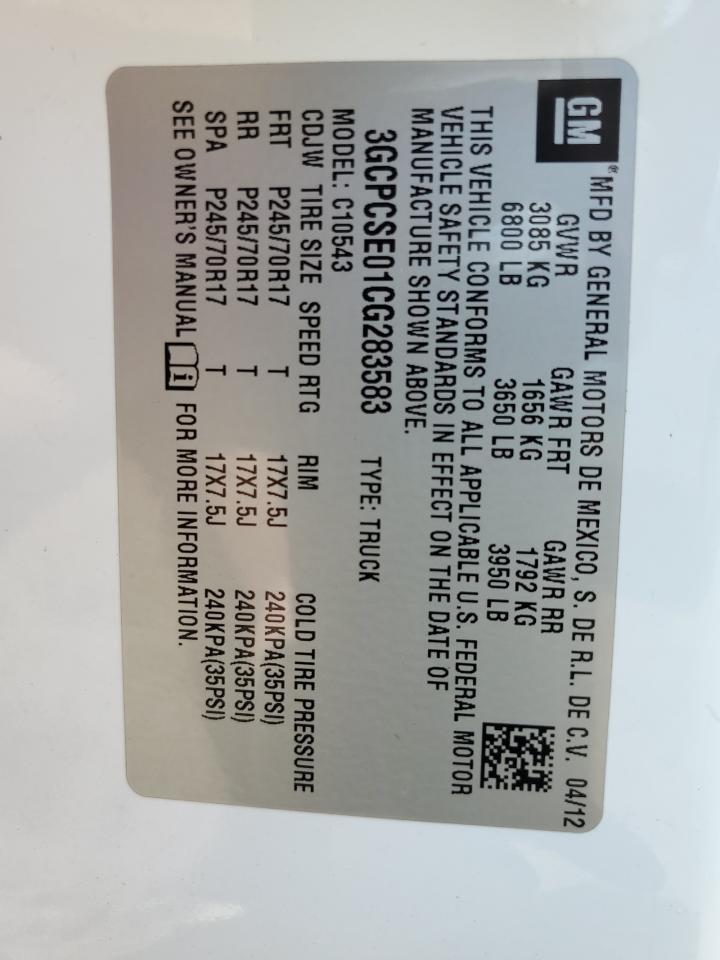 GM
® MFD BY GENERAL MOTORS DE MEXICO, S. DE R.L. DE C.V. 04/12
GVWR GAWR FRT GAWR RR
3085 KG 1656 KG 1792 KG
6800 LB 3650 LB 3950 LB
THIS VEHICLE CONFORMS TO ALL APPLICABLE U.S. FEDERAL MOTOR
VEHICLE SAFETY STANDARDS IN EFFECT ON THE DATE OF
MANUFACTURE SHOWN ABOVE.
3GCPCSE01CG283583 TYPE: TRUCK
MODEL: C10543
CDJW TIRE SIZE SPEED RTG RIM COLD TIRE PRESSURE
FRT P245/70R17 T 17X7.5J 240KPA(35PSI)
RR P245/70R17 T 17X7.5J 240KPA(35PSI)
SPA P245/70R17 T 17X7.5J 240KPA(35PSI)
SEE OWNER'S MANUAL i FOR MORE INFORMATION.